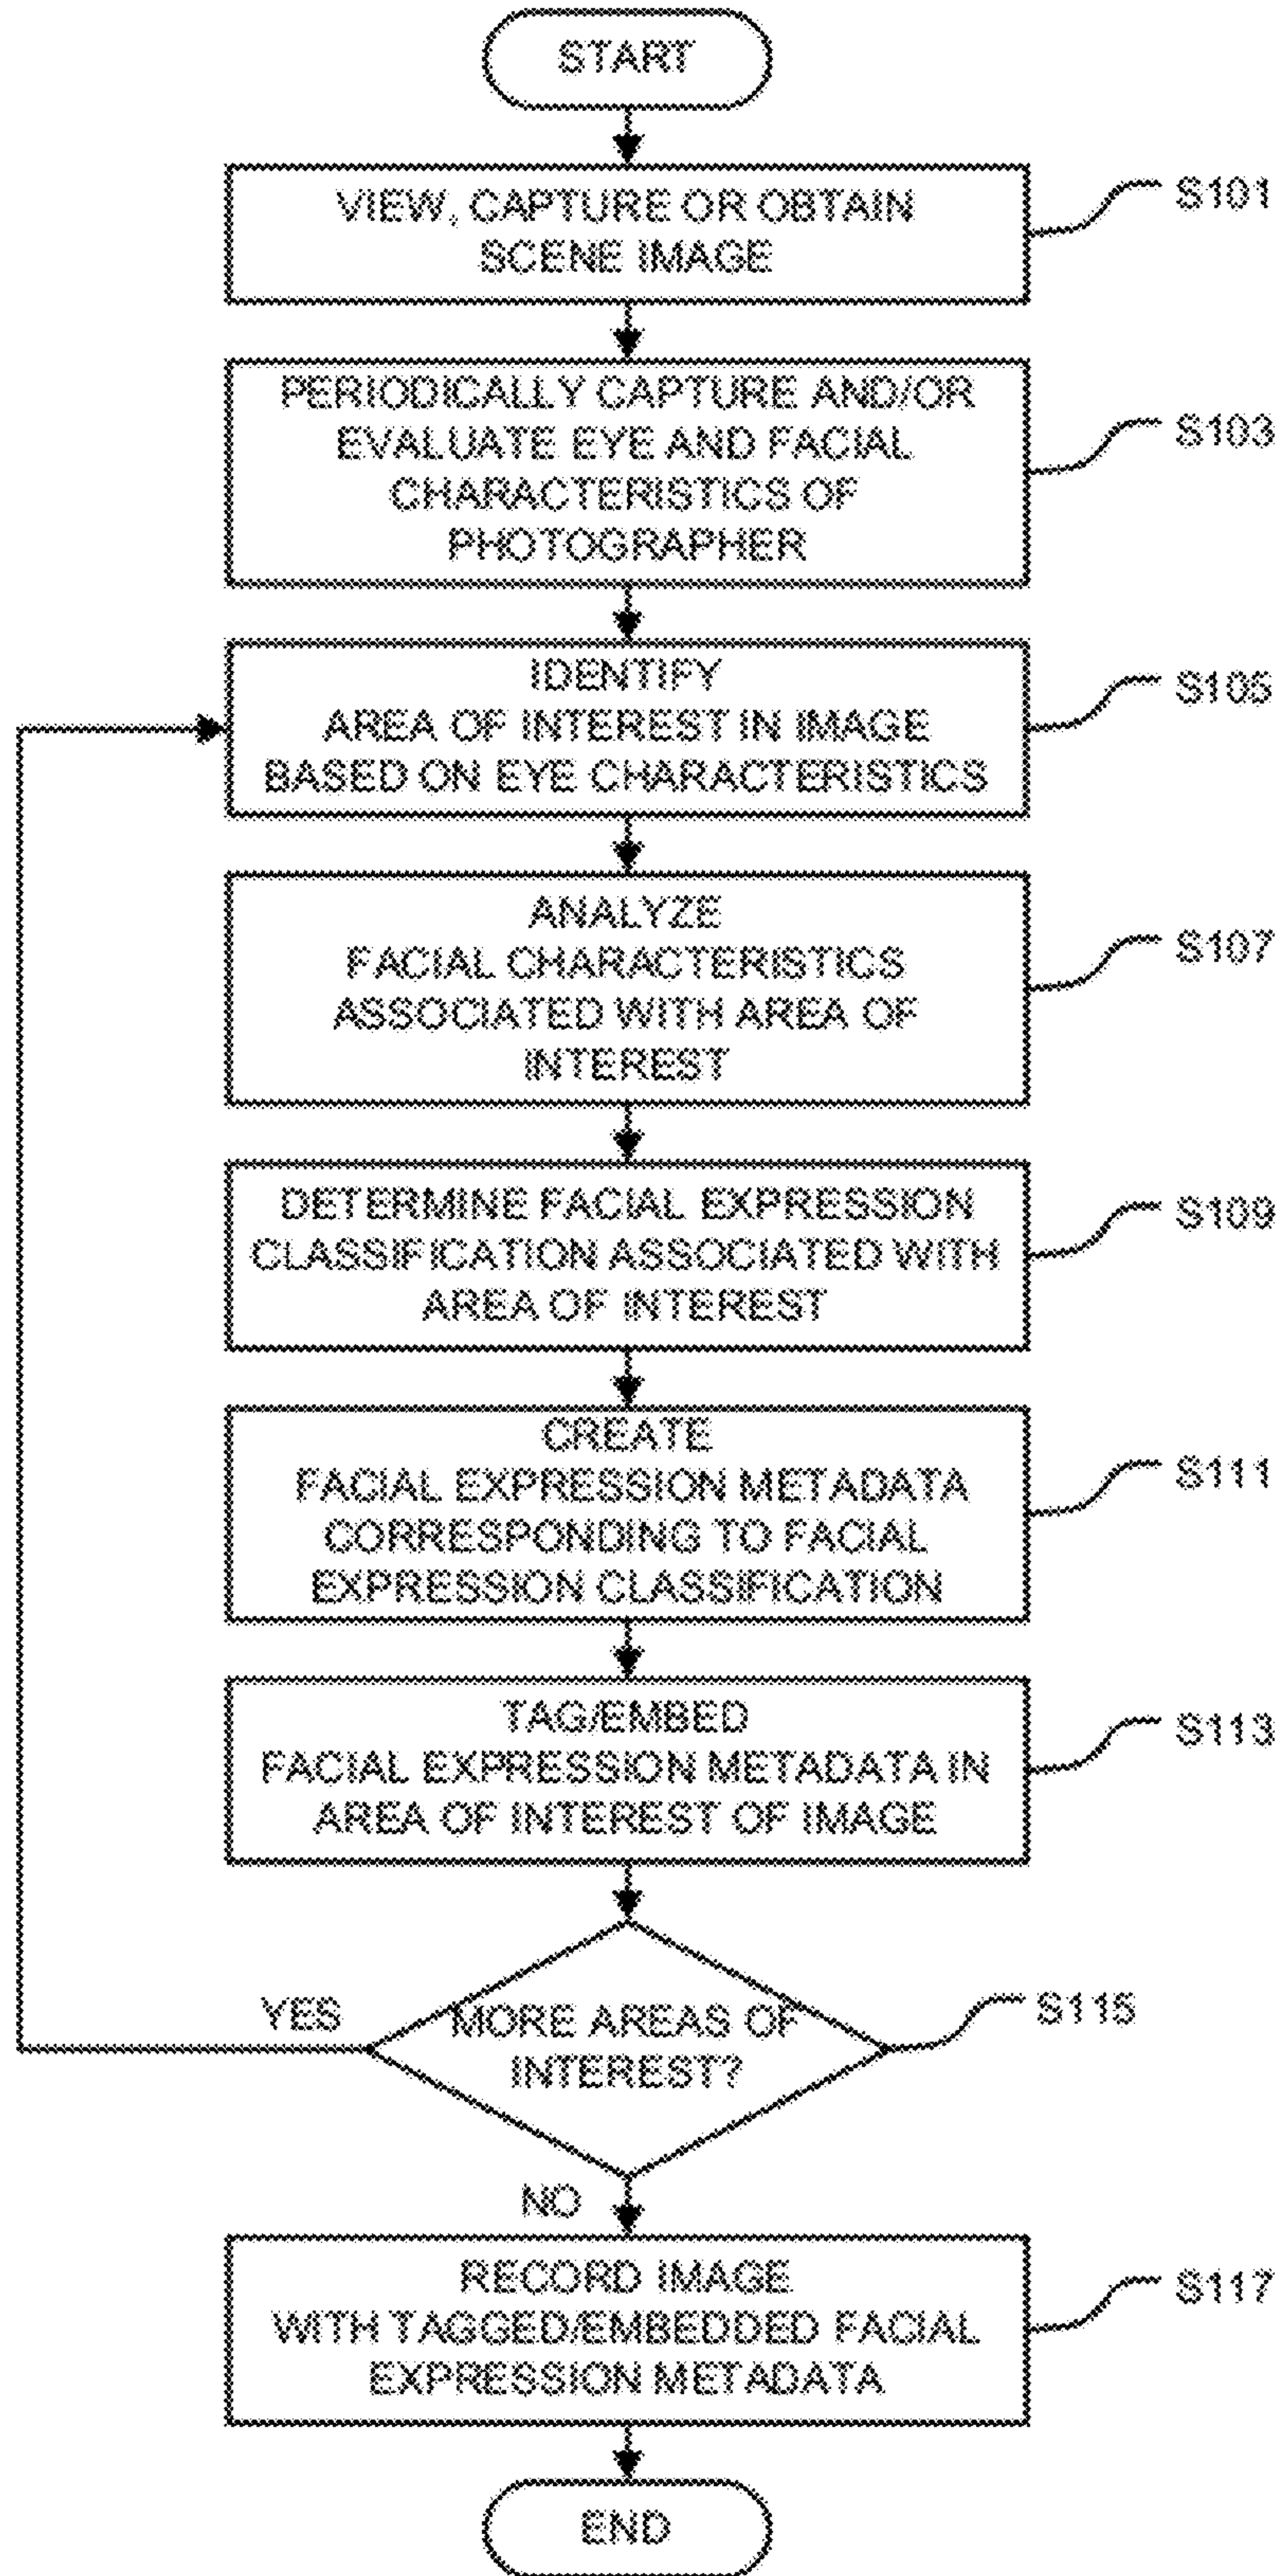 START
VIEW, CAPTURE OR OBTAIN
SCENE IMAGE
S101
PERIODICALLY CAPTURE AND/OR
EVALUATE EYE AND FACIAL
CHARACTERISTICS OF
PHOTOGRAPHER
S103
IDENTIFY
AREA OF INTEREST IN IMAGE
BASED ON EYE CHARACTERISTICS
S105
ANALYZE
FACIAL CHARACTERISTICS
ASSOCIATED WITH AREA OF
INTEREST
S107
DETERMINE FACIAL EXPRESSION
CLASSIFICATION ASSOCIATED WITH
AREA OF INTEREST
S109
CREATE
FACIAL EXPRESSION METADATA
CORRESPONDING TO FACIAL
EXPRESSION CLASSIFICATION
S111
TAG/EMBED
FACIAL EXPRESSION METADATA IN
AREA OF INTEREST OF IMAGE
S113
YES
MORE AREAS OF
INTEREST?
S115
NO
RECORD IMAGE
WITH TAGGED/EMBEDDED FACIAL
EXPRESSION METADATA
S117
END